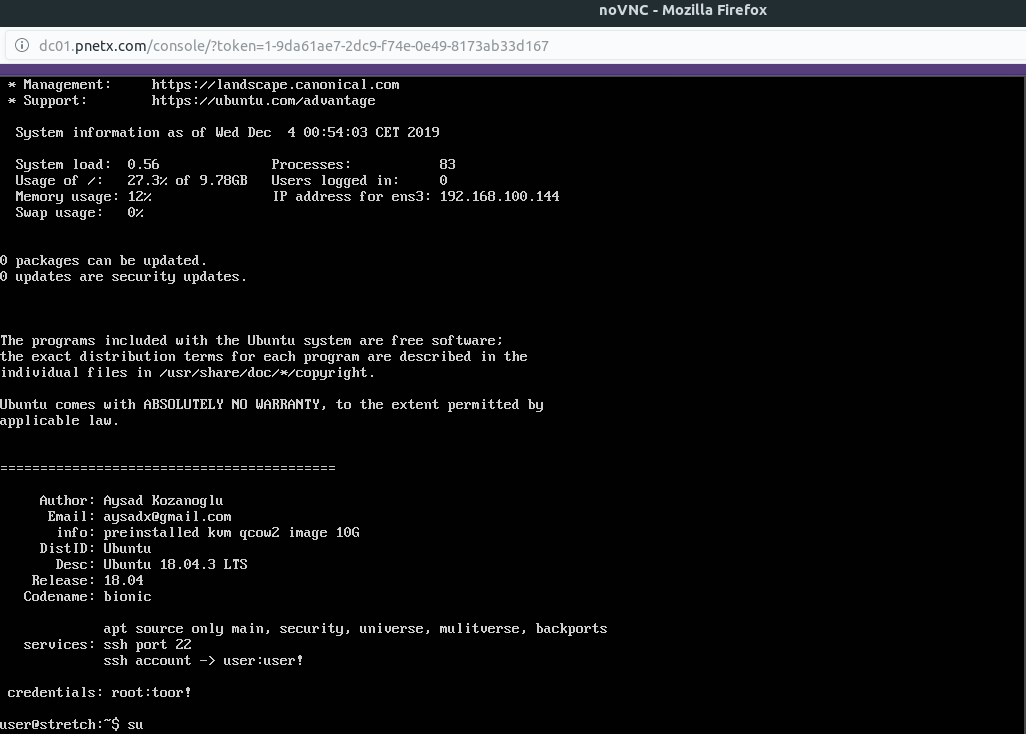 noVNC - Mozilla Firefox
dc01.pnetx.com/console/?token=1-9da61ae7-2dc9-f74e-0e49-8173ab33d167
* Management: https://landscape.canonical.com
* Support: https://ubuntu.com/advantage
System information as of Wed Dec  4 00:54:03 CET 2019
System load: 0.56 Processes: 83
Usage of /: 27.3% of 9.78GB Users logged in: 0
Memory usage: 12% IP address for ens3: 192.168.100.144
Swap usage: 0%
0 packages can be updated.
0 updates are security updates.
The programs included with the Ubuntu system are free software;
the exact distribution terms for each program are described in the
individual files in /usr/share/doc/*/copyright.
Ubuntu comes with ABSOLUTELY NO WARRANTY, to the extent permitted by
applicable law.
==========================================
Author: Aysad Kozanoglu
Email: aysadx@gmail.com
info: preinstalled kvm qcow2 image 10G
DistID: Ubuntu
Desc: Ubuntu 18.04.3 LTS
Release: 18.04
Codename: bionic
apt source only main, security, universe, mulitverse, backports
services: ssh port 22
ssh account -> user:user!
credentials: root:toor!
user@stretch:~$ su